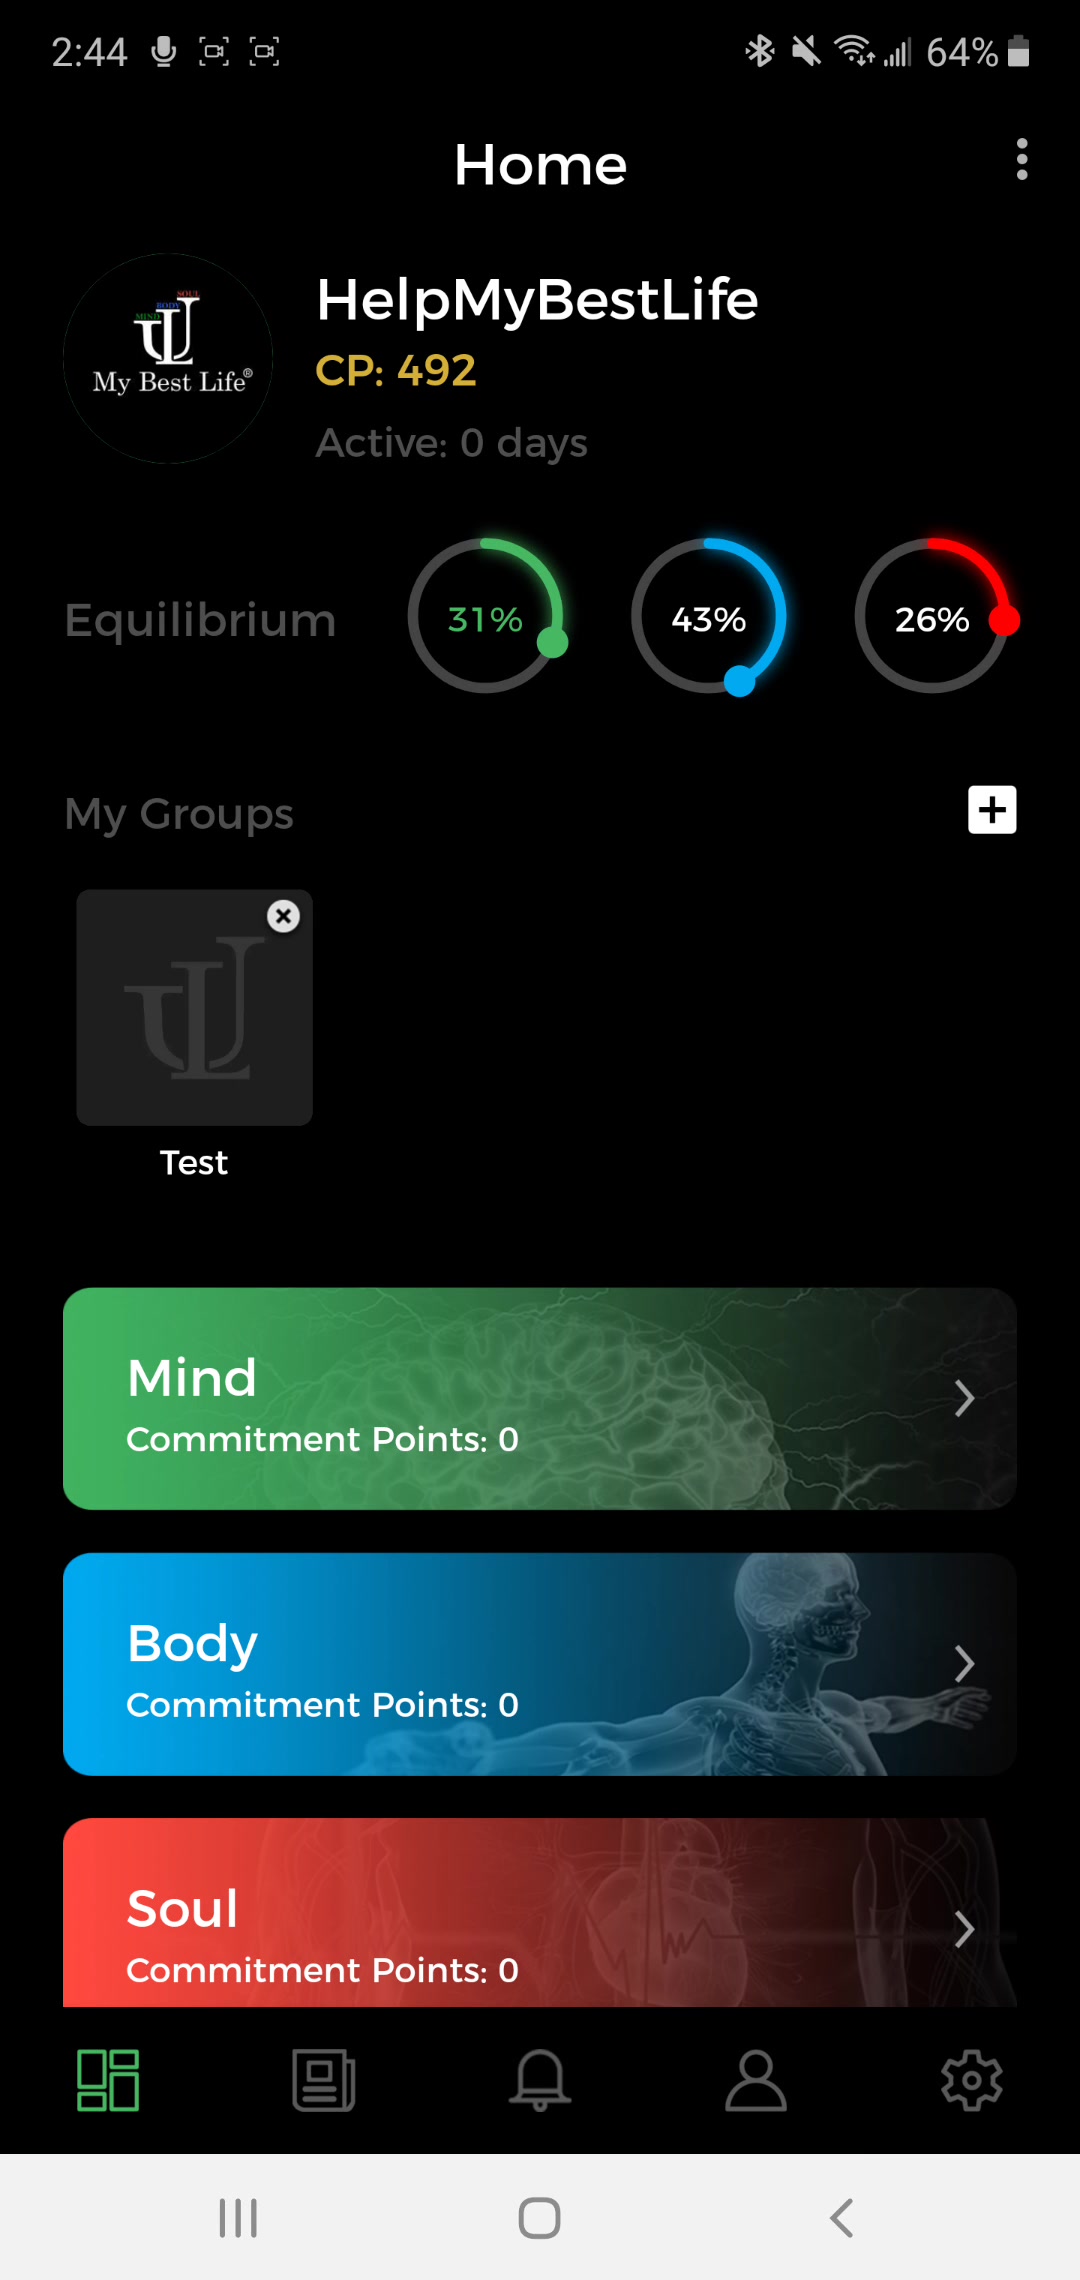 2:44
64%
Home
SOUL
BODY
MIND
My Best Life®
HelpMyBestLife
CP: 492
Active: 0 days
Equilibrium
31%
43%
26%
My Groups
Test
Mind
Commitment Points: 0
Body
Commitment Points: 0
Soul
Commitment Points: 0